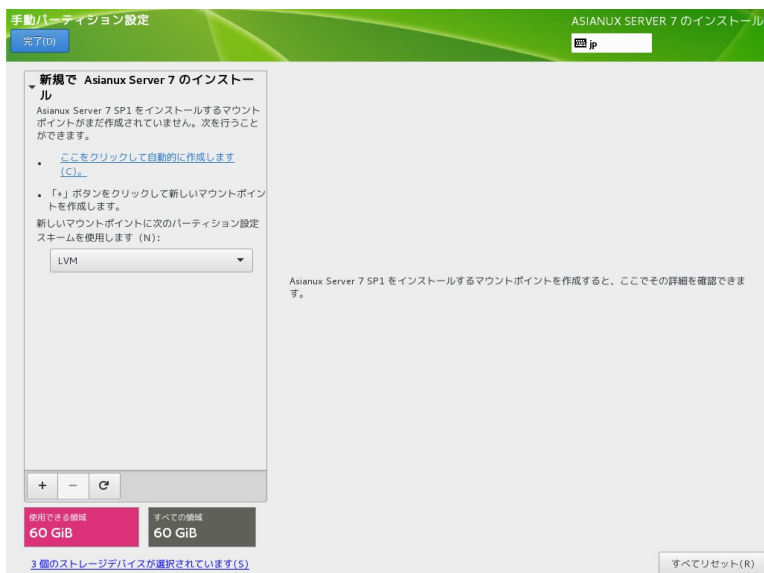 手動パーティション設定
完了(D)
ASIANUX SERVER 7 のインストール
jp
新規で Asianux Server 7 のインストー
ル
Asianux Server 7 SP1 をインストールするマウント
ポイントがまだ作成されていません。次を行うこと
ができます。
• ここをクリックして自動的に作成します
(C)。
• 「+」ボタンをクリックして新しいマウントポイン
トを作成します。
新しいマウントポイントに次のパーティション設定
スキームを使用します (N):
LVM
Asianux Server 7 SP1 をインストールするマウントポイントを作成すると、ここでその詳細を確認できま
す。
+ − C
使用できる領域
60 GiB
すべての領域
60 GiB
3 個のストレージデバイスが選択されています(S)
すべてリセット(R)